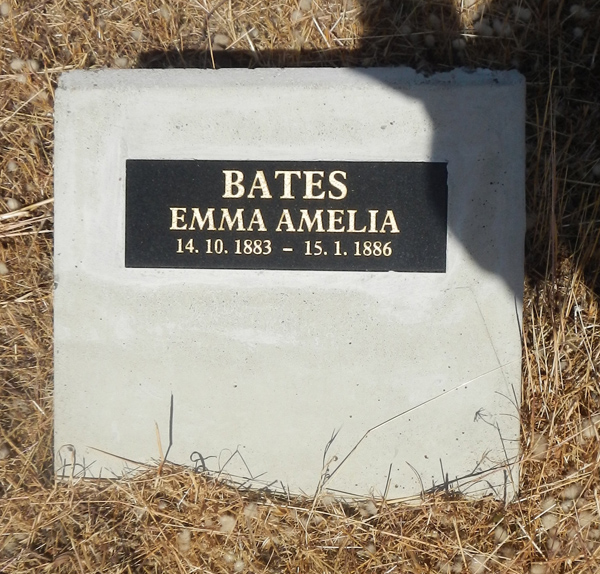 BATES
EMMA AMELIA
14. 10. 1883 – 15. 1. 1886